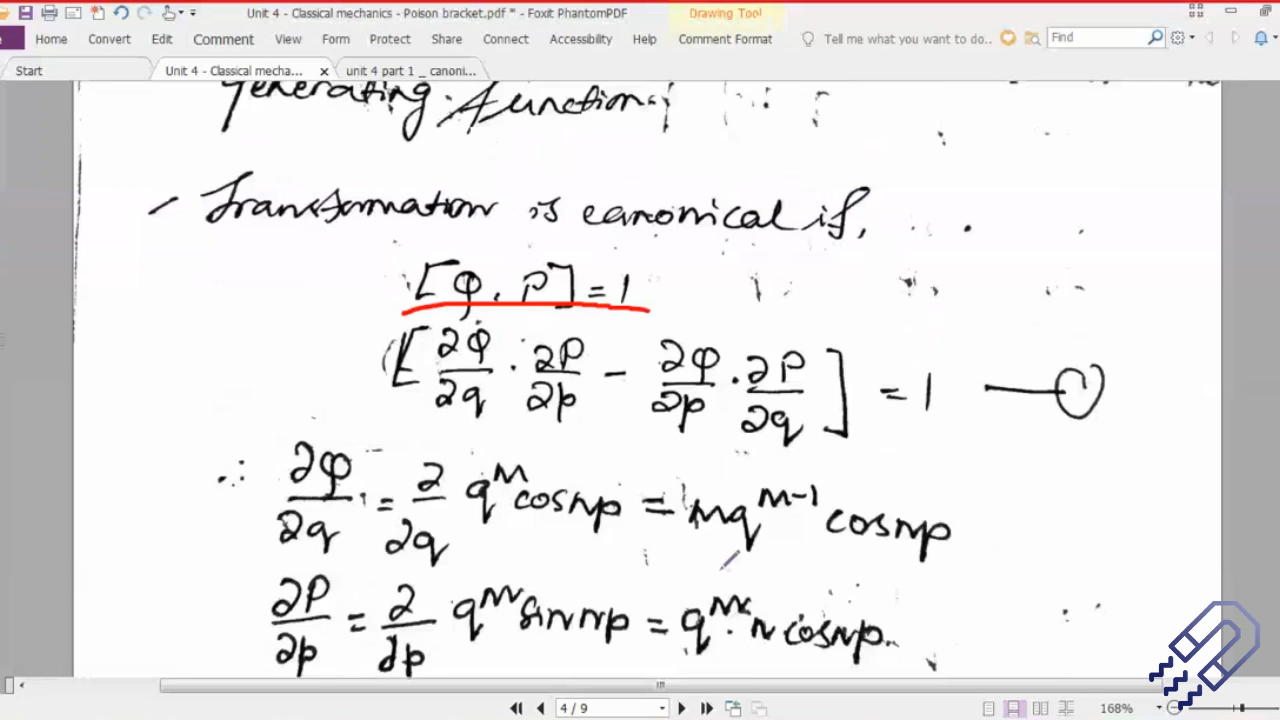 Unit 4 - Classical mechanics - Poison bracket.pdf * - Foxit PhantomPDF
Drawing Tool
Home Convert Edit Comment View Form Protect Share Connect Accessibility Help Comment Format Tell me what you want to do.. Find
Start Unit 4 - Classical mecha... × unit 4 part 1 _ canoni...
generating function.
Transformation is canonical if,
[φ, P] = 1
[∂φ/∂q · ∂P/∂p - ∂φ/∂p · ∂P/∂q] = 1
∴ ∂φ/∂q = ∂/∂q q^m cos np = mq^(m-1) cos np
∂P/∂p = ∂/∂p q^m sin np = q^m · n cos np.
4 / 9
168%